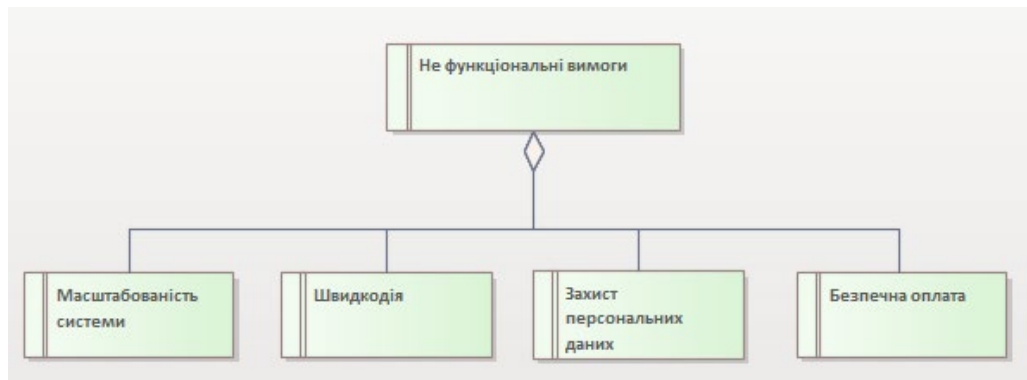 Не функціональні вимоги
Масштабованість
системи
Швидкодія
Захист
персональних
даних
Безпечна оплата